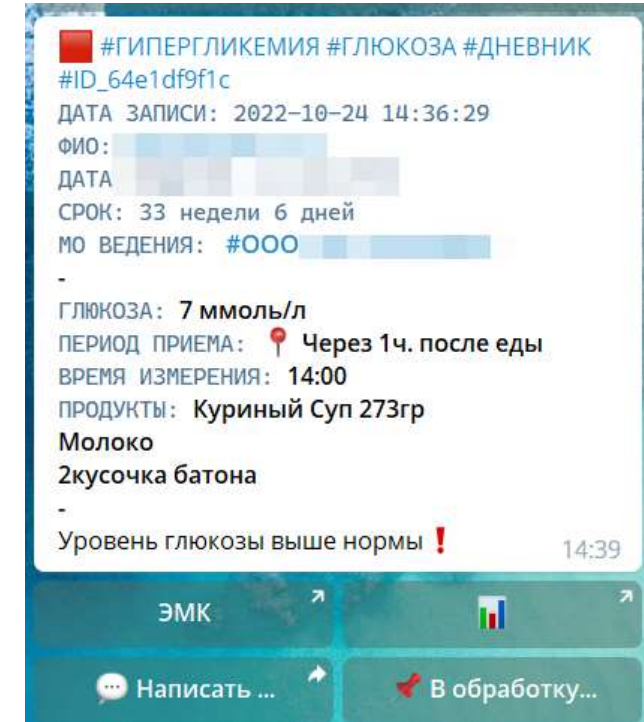 #ГИПЕРГЛИКЕМИЯ #ГЛЮКОЗА #ДНЕВНИК
#ID_64e1df9f1c
ДАТА ЗАПИСИ: 2022-10-24 14:36:29
ФИО:
ДАТА
СРОК: 33 недели 6 дней
МО ВЕДЕНИЯ: #ООО
-
ГЛЮКОЗА: 7 ммоль/л
ПЕРИОД ПРИЕМА: 📍 Через 1ч. после еды
ВРЕМЯ ИЗМЕРЕНИЯ: 14:00
ПРОДУКТЫ: Куриный Суп 273гр
Молоко
2кусочка батона
-
Уровень глюкозы выше нормы❗
14:39
ЭМК
Написать ...
В обработку...